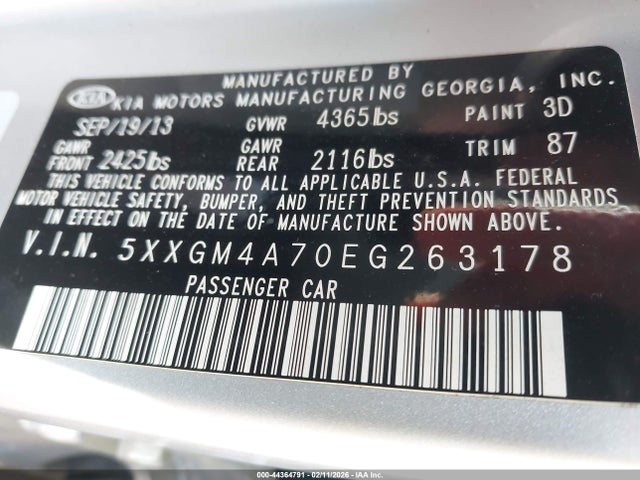 MANUFACTURED BY
KIA KIA MOTORS MANUFACTURING GEORGIA, INC.
SEP/19/13 GVWR 4365lbs PAINT 3D
GAWR FRONT 2425lbs GAWR REAR 2116lbs TRIM 87
THIS VEHICLE CONFORMS TO ALL APPLICABLE U.S.A. FEDERAL
MOTOR VEHICLE SAFETY, BUMPER, AND THEFT PREVENTION STANDARDS
IN EFFECT ON THE DATE OF MANUFACTURE SHOWN ABOVE.
V.I.N. 5XXGM4A70EG263178
PASSENGER CAR
000-44364791 - 02/11/2026 - IAA Inc.